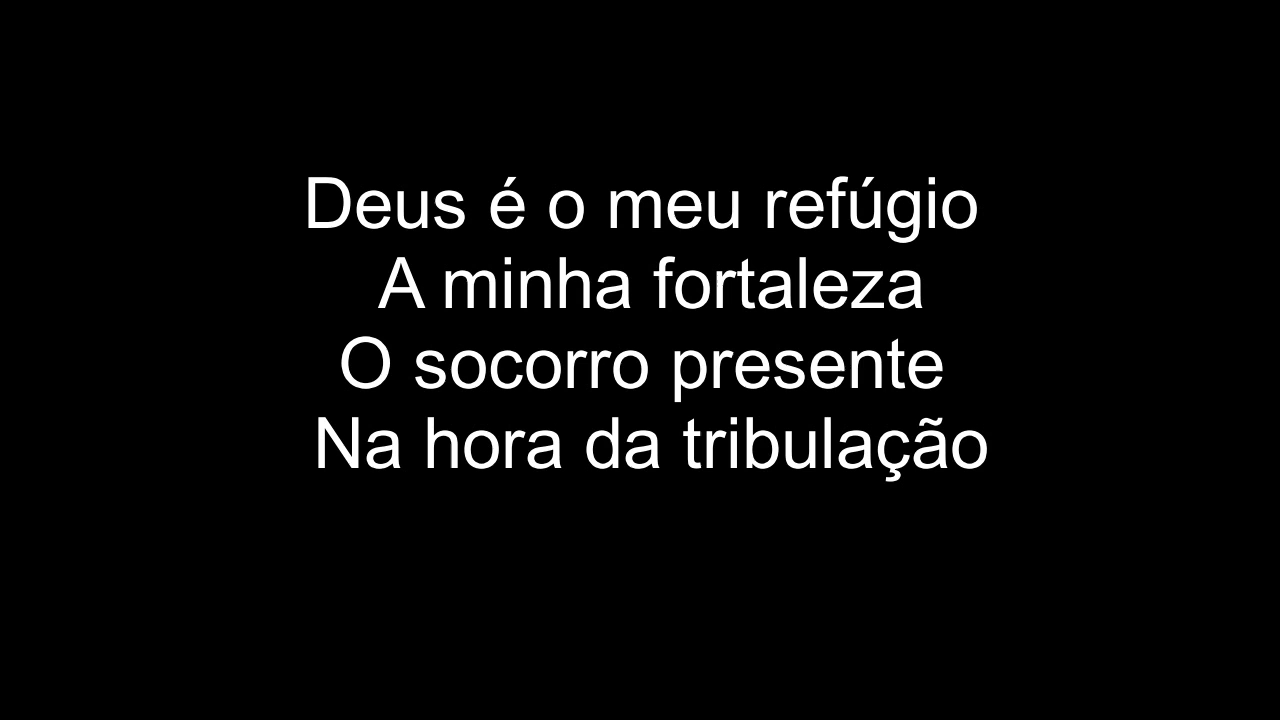 Deus é o meu refúgio
A minha fortaleza
O socorro presente
Na hora da tribulação